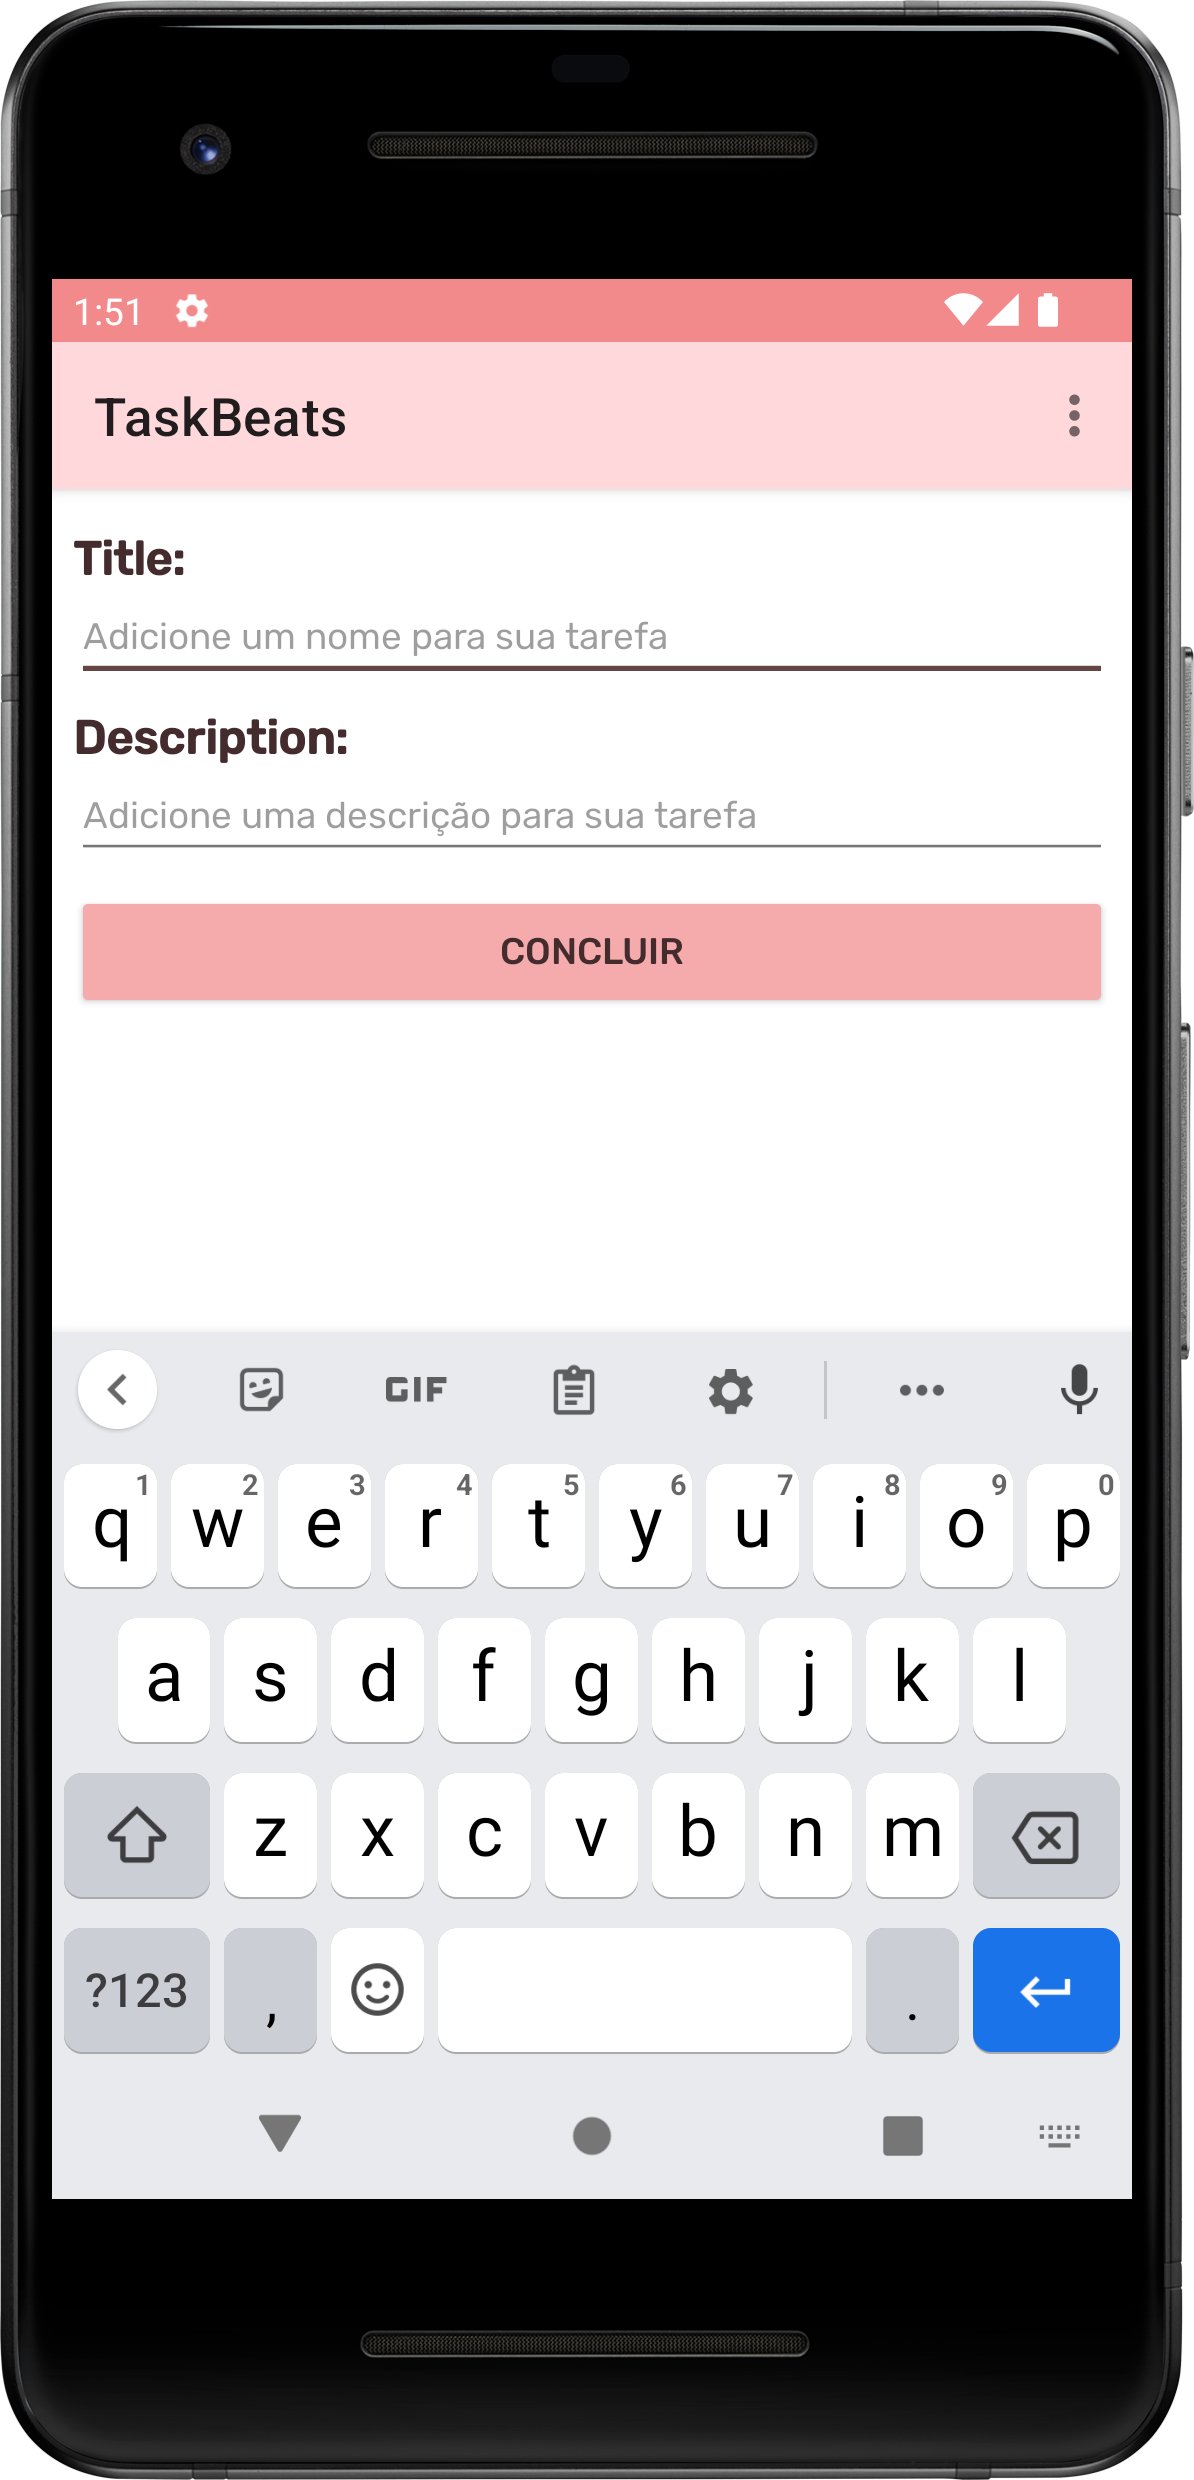 1:51
TaskBeats
Title:
Adicione um nome para sua tarefa
Description:
Adicione uma descrição para sua tarefa
CONCLUIR
GIF
1 2 3 4 5 6 7 8 9 0
q w e r t y u i o p
a s d f g h j k l
z x c v b n m
?123 , .